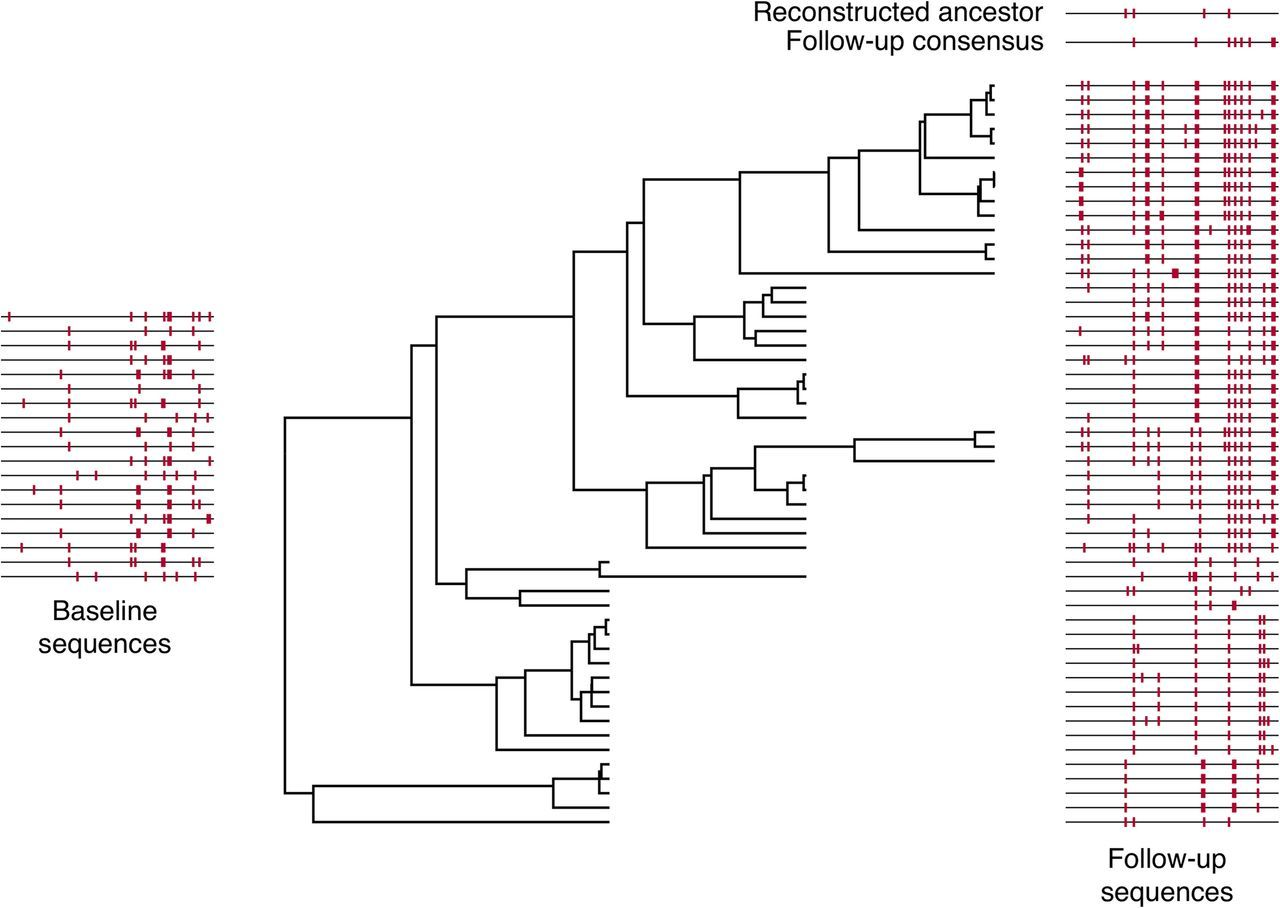 Reconstructed ancestor
Follow-up consensus
Baseline
sequences
Follow-up
sequences